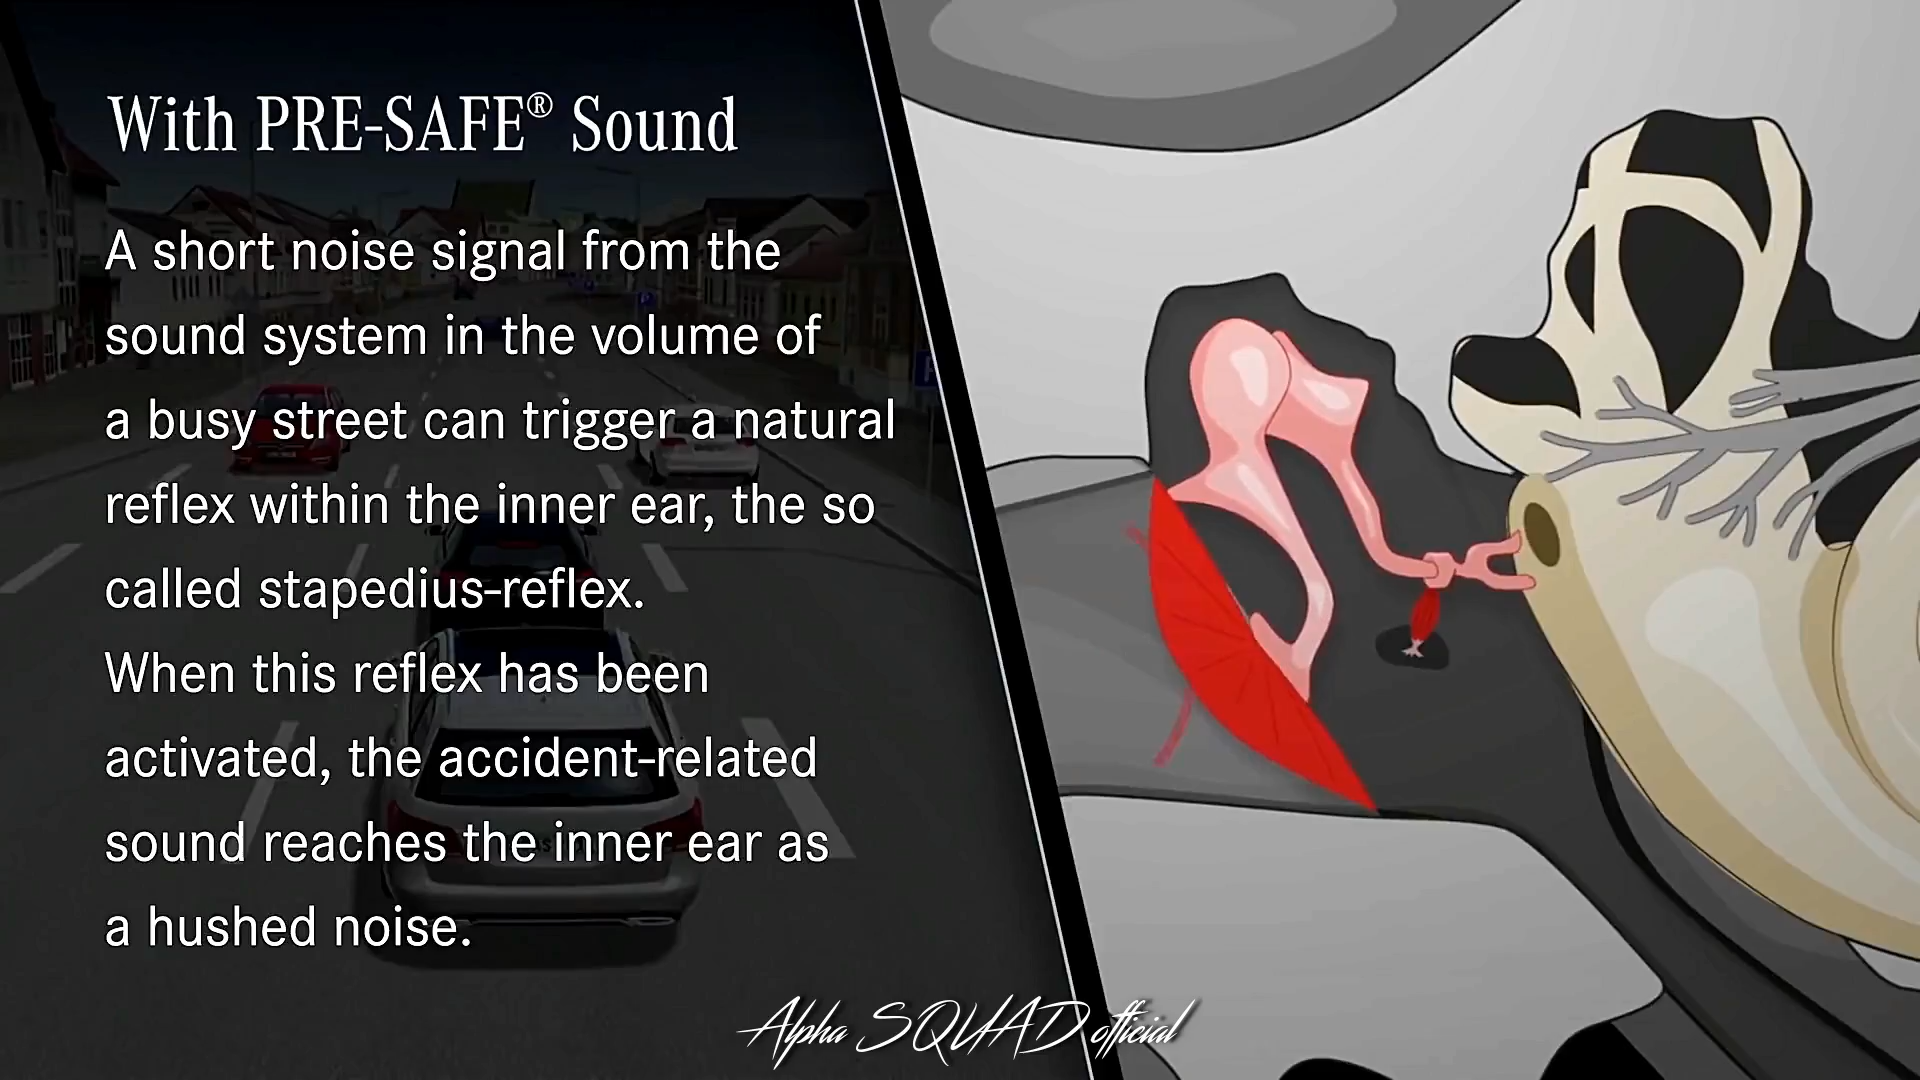 With PRE-SAFE® Sound
A short noise signal from the
sound system in the volume of
a busy street can trigger a natural
reflex within the inner ear, the so
called stapedius-reflex.
When this reflex has been
activated, the accident-related
sound reaches the inner ear as
a hushed noise.
Alpha SQUAD official